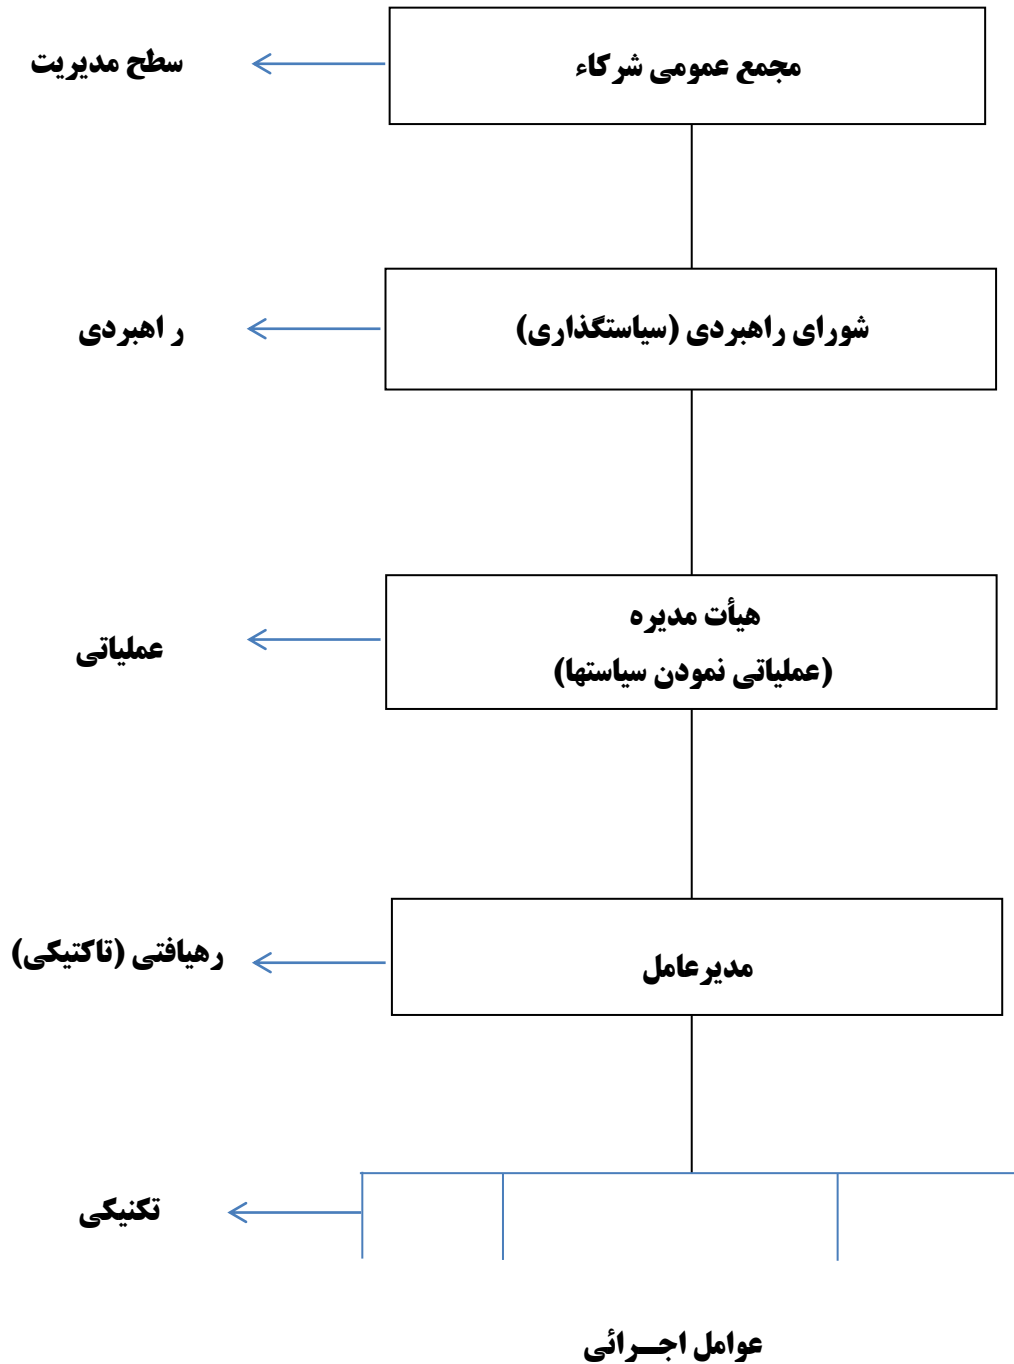 مجمع عمومی شرکاء
سطح مدیریت
شورای راهبردی (سیاستگذاری)
ر اهبردی
هیأت مدیره
(عملیاتی نمودن سیاستها)
عملیاتی
مدیرعامل
رهیافتی (تاکتیکی)
تکنیکی
عوامل اجــرائی